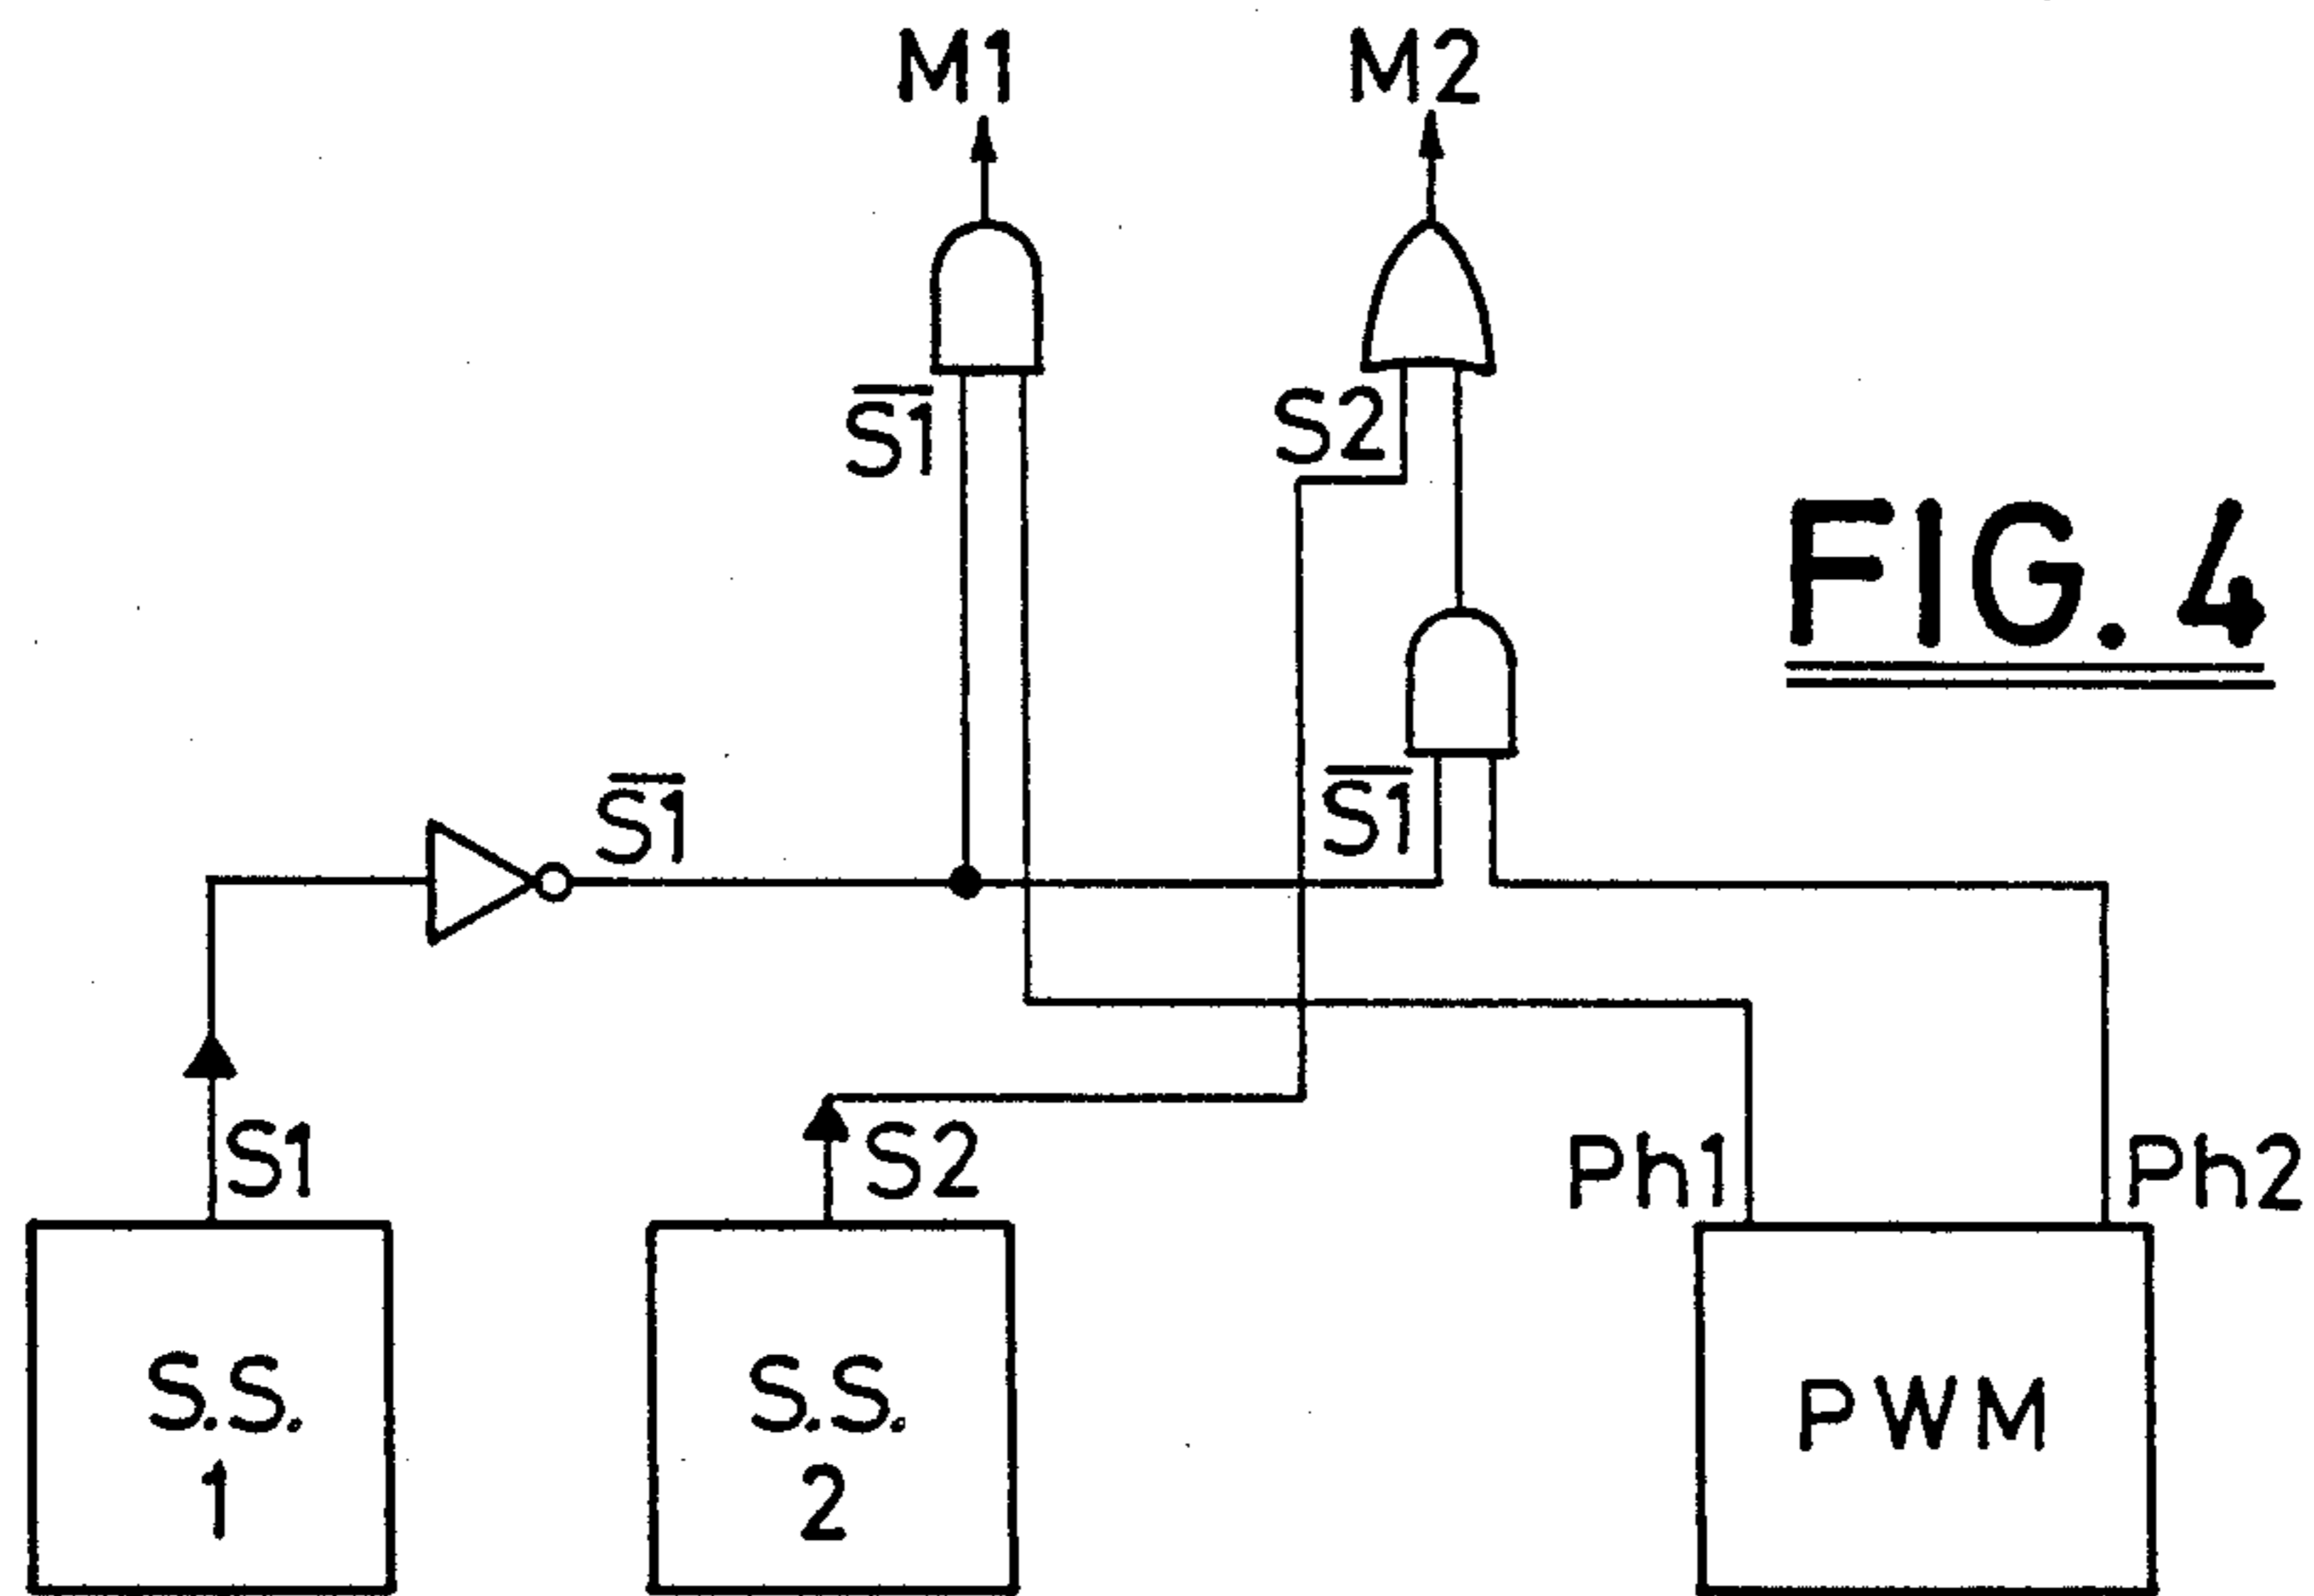 M1
M2
S̅1̅
S2
FIG. 4
S̅1̅
S̅1̅
S1
S2
Ph1
Ph2
S.S.
1
S.S.
2
PWM